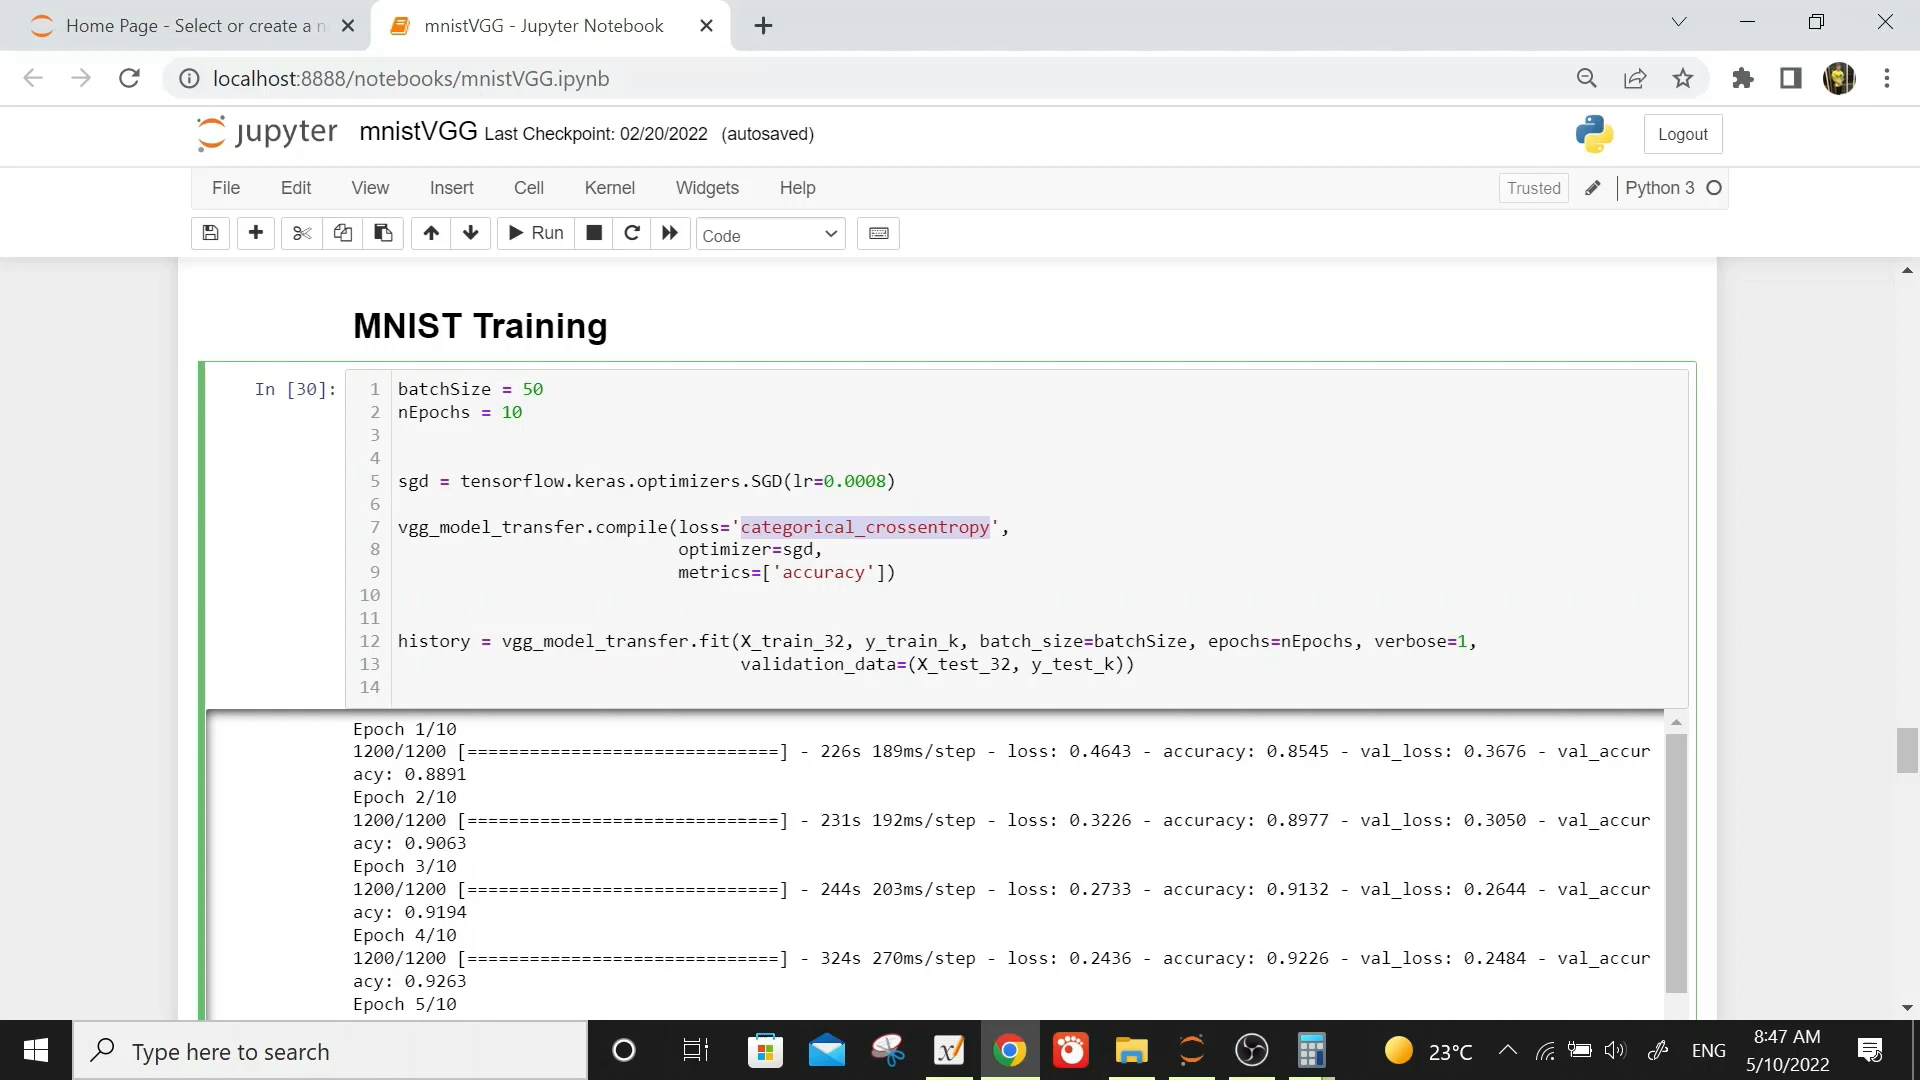 Home Page - Select or create a n
mnistVGG - Jupyter Notebook
localhost:8888/notebooks/mnistVGG.ipynb
jupyter mnistVGG Last Checkpoint: 02/20/2022 (autosaved)
Logout
File Edit View Insert Cell Kernel Widgets Help
Trusted Python 3
Run Code
MNIST Training
In [30]:
1 batchSize = 50
2 nEpochs = 10
3
4
5 sgd = tensorflow.keras.optimizers.SGD(lr=0.0008)
6
7 vgg_model_transfer.compile(loss='categorical_crossentropy',
8 optimizer=sgd,
9 metrics=['accuracy'])
10
11
12 history = vgg_model_transfer.fit(X_train_32, y_train_k, batch_size=batchSize, epochs=nEpochs, verbose=1,
13 validation_data=(X_test_32, y_test_k))
14
Epoch 1/10
1200/1200 [==============================] - 226s 189ms/step - loss: 0.4643 - accuracy: 0.8545 - val_loss: 0.3676 - val_accur
acy: 0.8891
Epoch 2/10
1200/1200 [==============================] - 231s 192ms/step - loss: 0.3226 - accuracy: 0.8977 - val_loss: 0.3050 - val_accur
acy: 0.9063
Epoch 3/10
1200/1200 [==============================] - 244s 203ms/step - loss: 0.2733 - accuracy: 0.9132 - val_loss: 0.2644 - val_accur
acy: 0.9194
Epoch 4/10
1200/1200 [==============================] - 324s 270ms/step - loss: 0.2436 - accuracy: 0.9226 - val_loss: 0.2484 - val_accur
acy: 0.9263
Epoch 5/10
Type here to search
23°C
ENG
8:47 AM
5/10/2022